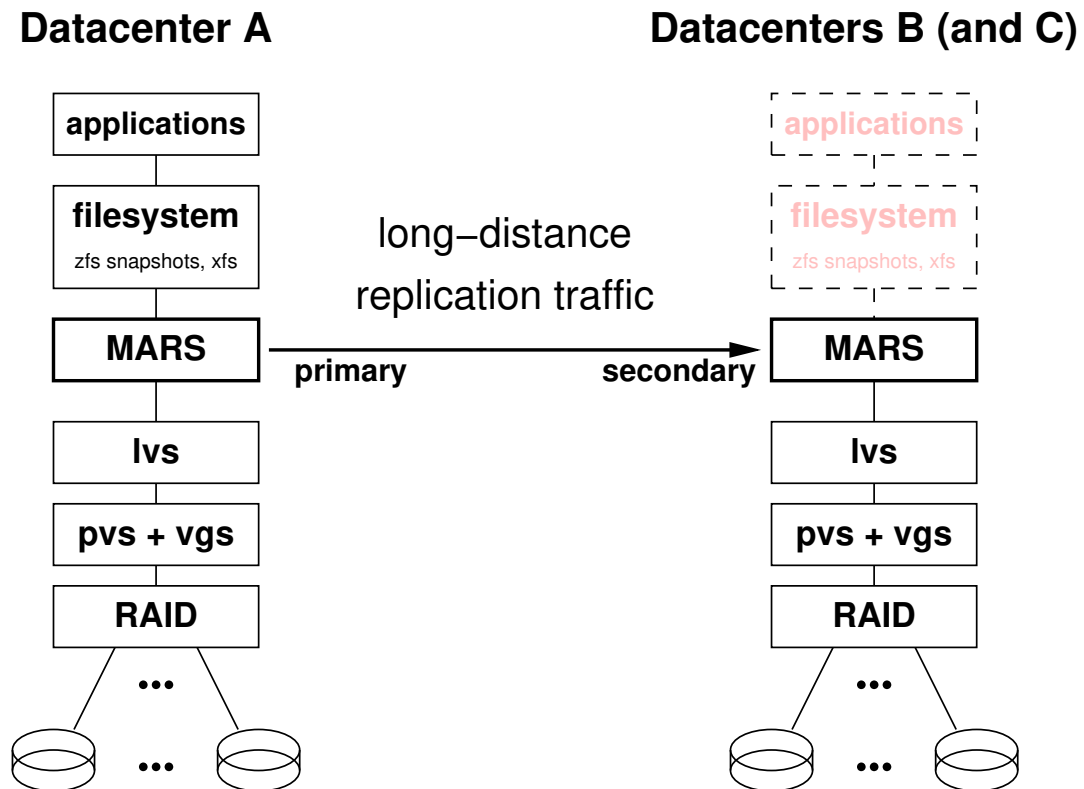 Datacenter A
Datacenters B (and C)
applications
filesystem
zfs snapshots, xfs
MARS
lvs
pvs + vgs
RAID
...
...
long−distance
replication traffic
primary
secondary
applications
filesystem
zfs snapshots, xfs
MARS
lvs
pvs + vgs
RAID
...
...